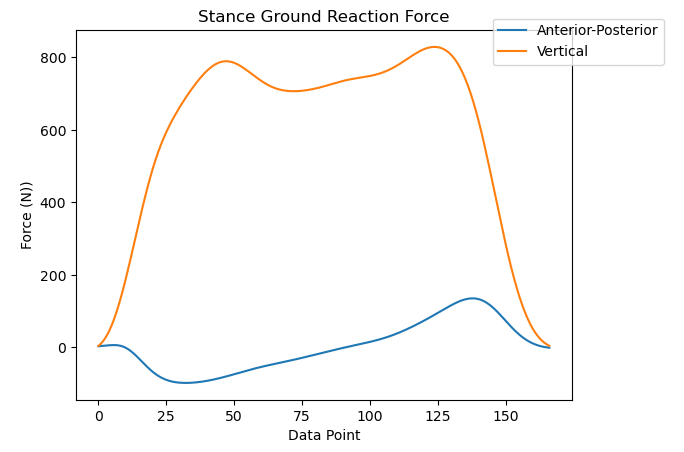 Stance Ground Reaction Force
Anterior-Posterior
Vertical
800
600
400
200
0
Force (N))
0 25 50 75 100 125 150
Data Point